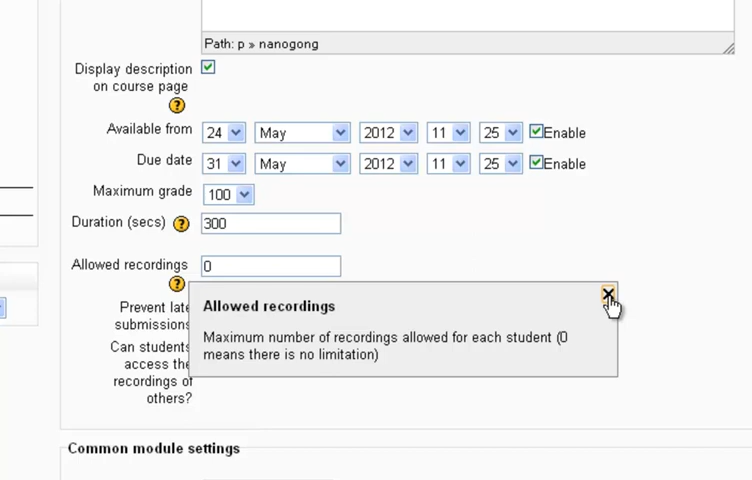 Path: p » nanogong
Display description
on course page
?
Available from 24 May 2012 11 25 Enable
Due date 31 May 2012 11 25 Enable
Maximum grade 100
Duration (secs) ? 300
Allowed recordings 0
?
Allowed recordings
Maximum number of recordings allowed for each student (0
means there is no limitation)
Prevent late
submissions
Can students
access the
recordings of
others?
Common module settings